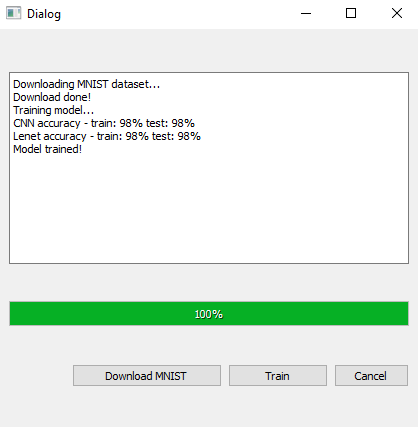 Dialog
Downloading MNIST dataset...
Download done!
Training model...
CNN accuracy - train: 98% test: 98%
Lenet accuracy - train: 98% test: 98%
Model trained!
100%
Download MNIST Train Cancel